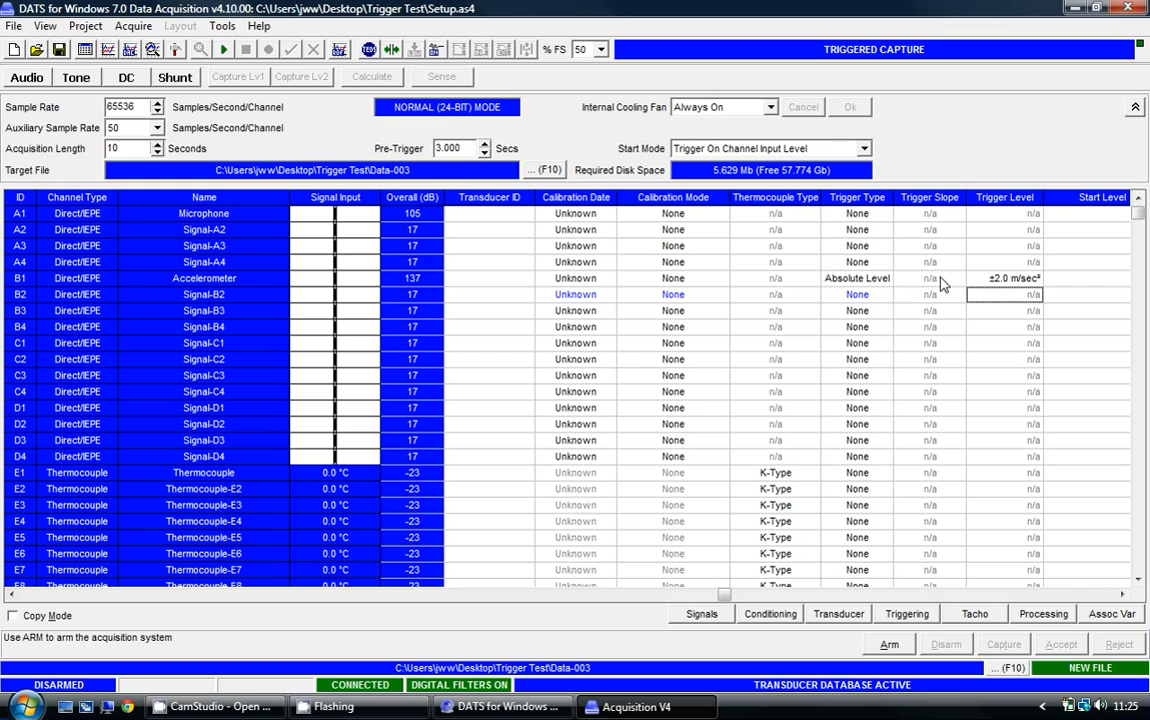 DATS for Windows 7.0 Data Acquisition v4.10.00: C:\Users\jww\Desktop\Trigger Test\Setup.as4
File View Project Acquire Layout Tools Help
% FS 50 TRIGGERED CAPTURE
Audio Tone DC Shunt Capture Lv1 Capture Lv2 Calculate Sense
Sample Rate 65536 Samples/Second/Channel NORMAL (24-BIT) MODE Internal Cooling Fan Always On Cancel Ok
Auxiliary Sample Rate 50 Samples/Second/Channel
Acquisition Length 10 Seconds Pre-Trigger 3.000 Secs Start Mode Trigger On Channel Input Level
Target File C:\Users\jww\Desktop\Trigger Test\Data-003 ... (F10) Required Disk Space 5.629 Mb (Free 57.774 Gb)
ID Channel Type Name Signal Input Overall (dB) Transducer ID Calibration Date Calibration Mode Thermocouple Type Trigger Type Trigger Slope Trigger Level Start Level
A1 Direct/IEPE Microphone 105 Unknown None n/a None n/a n/a
A2 Direct/IEPE Signal-A2 17 Unknown None n/a None n/a n/a
A3 Direct/IEPE Signal-A3 17 Unknown None n/a None n/a n/a
A4 Direct/IEPE Signal-A4 17 Unknown None n/a None n/a n/a
B1 Direct/IEPE Accelerometer 137 Unknown None n/a Absolute Level n/a ±2.0 m/sec²
B2 Direct/IEPE Signal-B2 17 Unknown None n/a None n/a n/a
B3 Direct/IEPE Signal-B3 17 Unknown None n/a None n/a n/a
B4 Direct/IEPE Signal-B4 17 Unknown None n/a None n/a n/a
C1 Direct/IEPE Signal-C1 17 Unknown None n/a None n/a n/a
C2 Direct/IEPE Signal-C2 17 Unknown None n/a None n/a n/a
C3 Direct/IEPE Signal-C3 17 Unknown None n/a None n/a n/a
C4 Direct/IEPE Signal-C4 17 Unknown None n/a None n/a n/a
D1 Direct/IEPE Signal-D1 17 Unknown None n/a None n/a n/a
D2 Direct/IEPE Signal-D2 17 Unknown None n/a None n/a n/a
D3 Direct/IEPE Signal-D3 17 Unknown None n/a None n/a n/a
D4 Direct/IEPE Signal-D4 17 Unknown None n/a None n/a n/a
E1 Thermocouple Thermocouple 0.0 °C -23 Unknown None K-Type None n/a n/a
E2 Thermocouple Thermocouple-E2 0.0 °C -23 Unknown None K-Type None n/a n/a
E3 Thermocouple Thermocouple-E3 0.0 °C -23 Unknown None K-Type None n/a n/a
E4 Thermocouple Thermocouple-E4 0.0 °C -23 Unknown None K-Type None n/a n/a
E5 Thermocouple Thermocouple-E5 0.0 °C -23 Unknown None K-Type None n/a n/a
E6 Thermocouple Thermocouple-E6 0.0 °C -23 Unknown None K-Type None n/a n/a
E7 Thermocouple Thermocouple-E7 0.0 °C -23 Unknown None K-Type None n/a n/a
E8 Thermocouple Thermocouple-E8 0.0 °C -23 Unknown None K-Type None n/a n/a
Copy Mode Signals Conditioning Transducer Triggering Tacho Processing Assoc Var
Use ARM to arm the acquisition system
Arm Disarm Capture Accept Reject
C:\Users\jww\Desktop\Trigger Test\Data-003 ... (F10) NEW FILE
DISARMED CONNECTED DIGITAL FILTERS ON TRANSDUCER DATABASE ACTIVE
CamStudio - Open ... Flashing DATS for Windows ... Acquisition V4 11:25